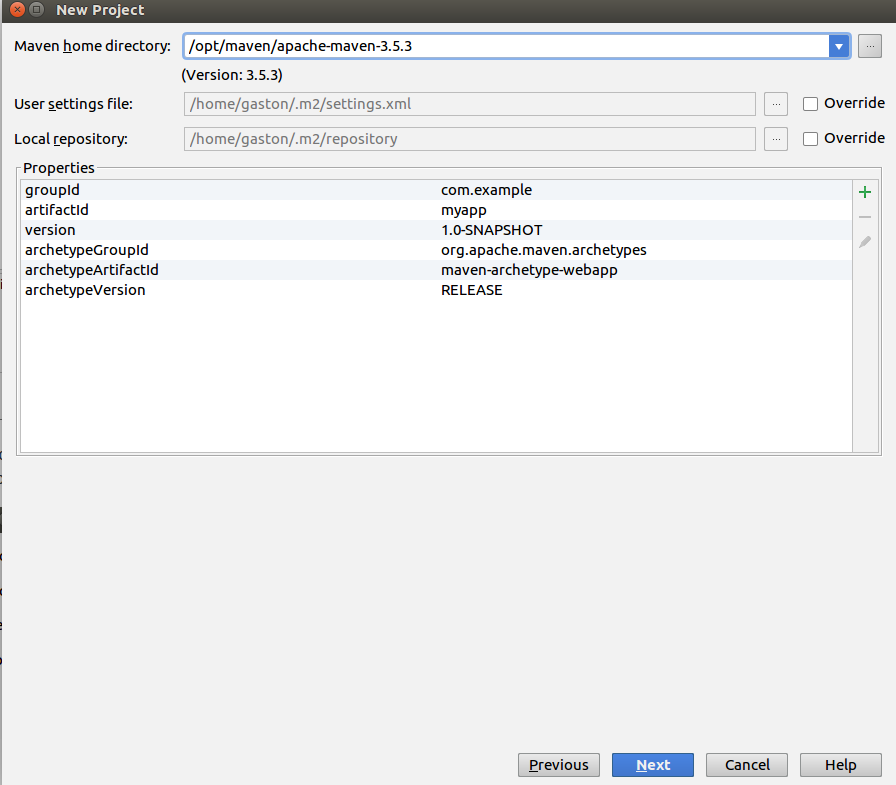 New Project
Maven home directory: /opt/maven/apache-maven-3.5.3 ...
(Version: 3.5.3)
User settings file: /home/gaston/.m2/settings.xml ... Override
Local repository: /home/gaston/.m2/repository ... Override
Properties
groupId com.example
artifactId myapp
version 1.0-SNAPSHOT
archetypeGroupId org.apache.maven.archetypes
archetypeArtifactId maven-archetype-webapp
archetypeVersion RELEASE
Previous Next Cancel Help